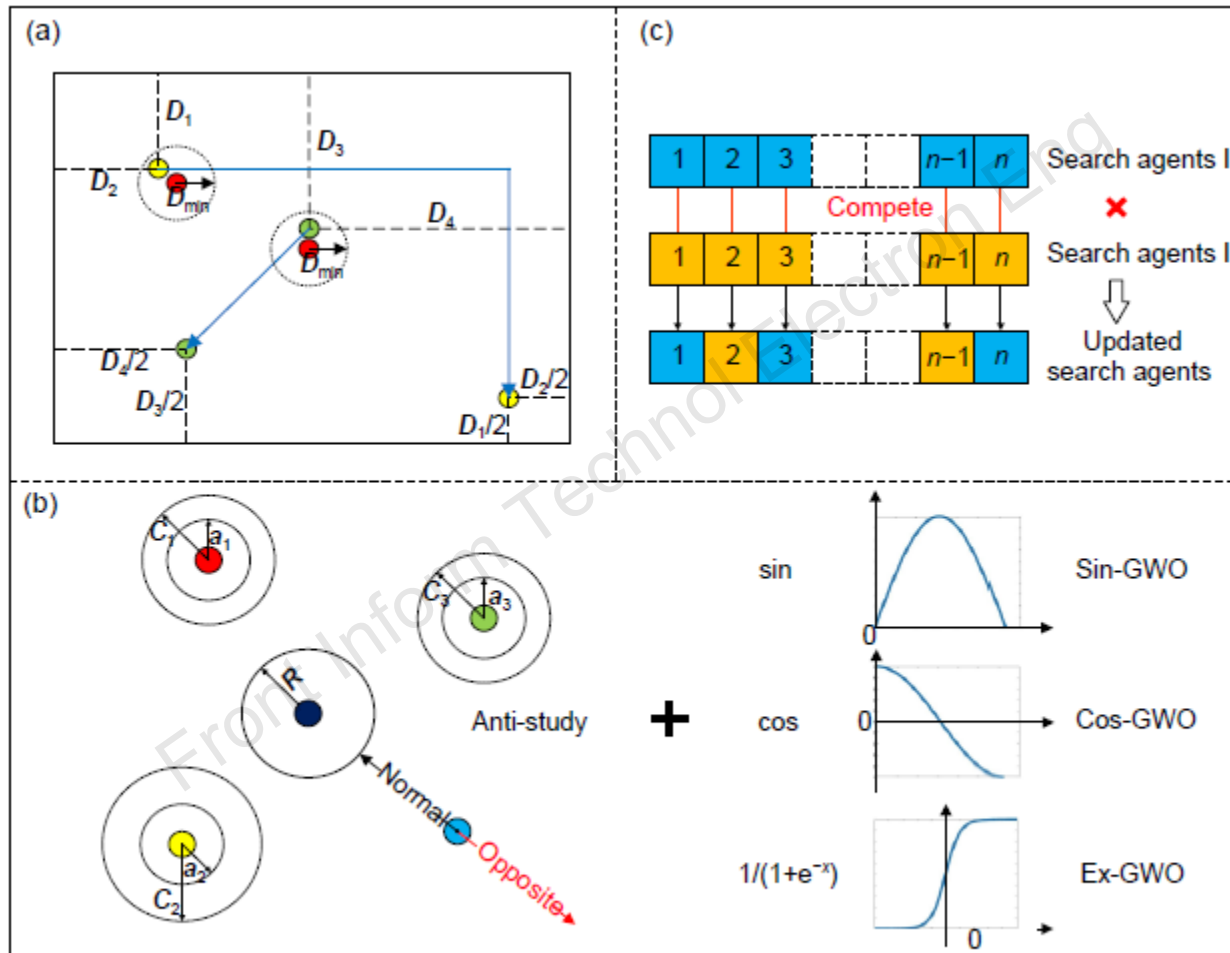 (a)
D1
D2
Dmin
D3
D4
Dmin
D4/2
D3/2
D2/2
D1/2
(c)
1 2 3 n−1 n Search agents I
Compete
1 2 3 n−1 n Search agents I
1 2 3 n−1 n Updated
search agents
(b)
C1 a1
C3 a3
R
C2 a2
Normal
Opposite
Anti-study
+
sin
0
Sin-GWO
cos
0
Cos-GWO
1/(1+e−x)
0
Ex-GWO
Front Inform Technol Electron Eng